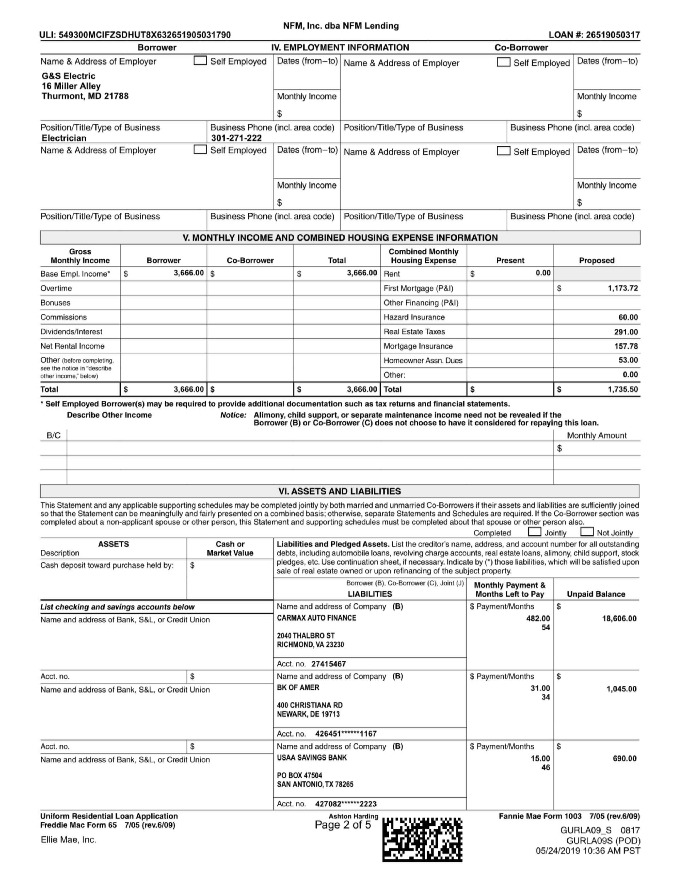 NFM, Inc. dba NFM Lending
ULI: 549300MCIFZSDHUT8X632651905031790 LOAN #: 26519050317
Borrower IV. EMPLOYMENT INFORMATION Co-Borrower
Name & Address of Employer Self Employed Dates (from–to) Name & Address of Employer Self Employed Dates (from–to)
G&S Electric
16 Miller Alley
Thurmont, MD 21788 Monthly Income Monthly Income
$ $
Position/Title/Type of Business Business Phone (incl. area code) Position/Title/Type of Business Business Phone (incl. area code)
Electrician 301-271-222
Name & Address of Employer Self Employed Dates (from–to) Name & Address of Employer Self Employed Dates (from–to)
Monthly Income Monthly Income
$ $
Position/Title/Type of Business Business Phone (incl. area code) Position/Title/Type of Business Business Phone (incl. area code)
V. MONTHLY INCOME AND COMBINED HOUSING EXPENSE INFORMATION
Gross Combined Monthly
Monthly Income Borrower Co-Borrower Total Housing Expense Present Proposed
Base Empl. Income* $ 3,666.00 $ $ 3,666.00 Rent $ 0.00
Overtime First Mortgage (P&I) $ 1,173.72
Bonuses Other Financing (P&I)
Commissions Hazard Insurance 60.00
Dividends/Interest Real Estate Taxes 291.00
Net Rental Income Mortgage Insurance 157.78
Other (before completing, Homeowner Assn. Dues 53.00
see the notice in "describe
other income," below) Other: 0.00
Total $ 3,666.00 $ $ 3,666.00 Total $ $ 1,735.50
* Self Employed Borrower(s) may be required to provide additional documentation such as tax returns and financial statements.
Describe Other Income Notice: Alimony, child support, or separate maintenance income need not be revealed if the
Borrower (B) or Co-Borrower (C) does not choose to have it considered for repaying this loan.
B/C Monthly Amount
$
VI. ASSETS AND LIABILITIES
This Statement and any applicable supporting schedules may be completed jointly by both married and unmarried Co-Borrowers if their assets and liabilities are sufficiently joined
so that the Statement can be meaningfully and fairly presented on a combined basis; otherwise, separate Statements and Schedules are required. If the Co-Borrower section was
completed about a non-applicant spouse or other person, this Statement and supporting schedules must be completed about that spouse or other person also.
Completed Jointly Not Jointly
ASSETS Cash or Liabilities and Pledged Assets. List the creditor's name, address, and account number for all outstanding
Description Market Value debts, including automobile loans, revolving charge accounts, real estate loans, alimony, child support, stock
Cash deposit toward purchase held by: $ pledges, etc. Use continuation sheet, if necessary. Indicate by (*) those liabilities, which will be satisfied upon
sale of real estate owned or upon refinancing of the subject property.
Borrower (B), Co-Borrower (C), Joint (J) Monthly Payment &
LIABILITIES Months Left to Pay Unpaid Balance
List checking and savings accounts below Name and address of Company (B) $ Payment/Months $
Name and address of Bank, S&L, or Credit Union CARMAX AUTO FINANCE 482.00 18,606.00
54
2040 THALBRO ST
RICHMOND, VA 23230
Acct. no. 27415467
Acct. no. $ Name and address of Company (B) $ Payment/Months $
Name and address of Bank, S&L, or Credit Union BK OF AMER 31.00 1,045.00
34
400 CHRISTIANA RD
NEWARK, DE 19713
Acct. no. 426451******1167
Acct. no. $ Name and address of Company (B) $ Payment/Months $
Name and address of Bank, S&L, or Credit Union USAA SAVINGS BANK 15.00 690.00
46
PO BOX 47504
SAN ANTONIO, TX 78265
Acct. no. 427082******2223
Uniform Residential Loan Application Ashton Harding Fannie Mae Form 1003 7/05 (rev.6/09)
Freddie Mac Form 65 7/05 (rev.6/09) Page 2 of 5
Ellie Mae, Inc. GURLA09_S 0817
GURLA09S (POD)
05/24/2019 10:36 AM PST